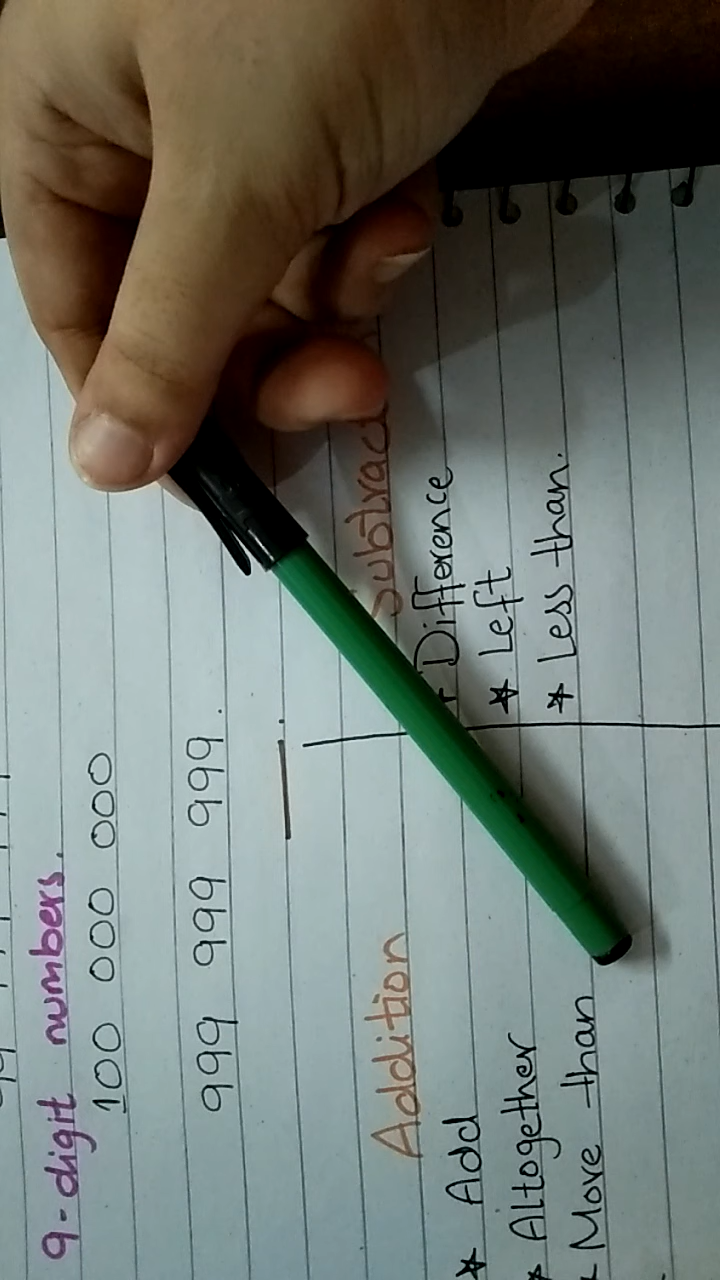 9-digit numbers.
100 000 000
999 999 999.
Addition Subtract
* Add Difference
* Altogether * Left
* More than * Less than.